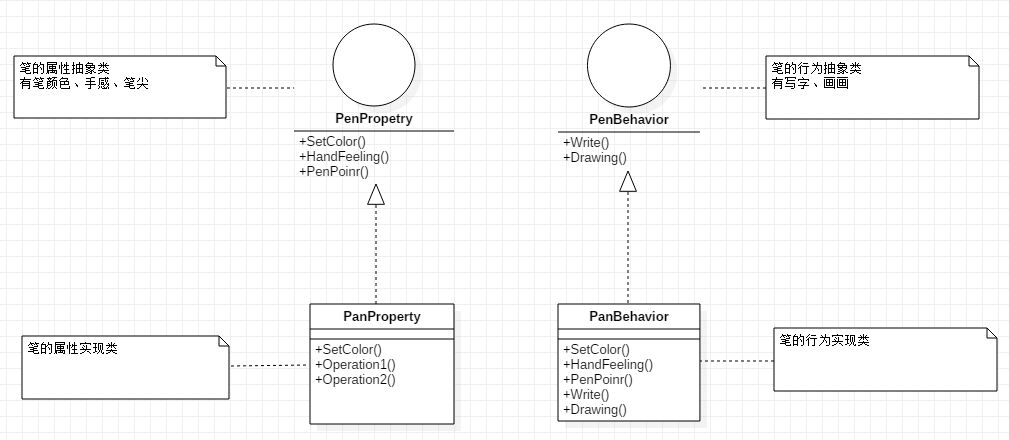 笔的属性抽象类
有笔颜色、手感、笔尖
PenPropetry
+SetColor()
+HandFeeling()
+PenPoinr()
PenBehavior
+Write()
+Drawing()
笔的行为抽象类
有写字、画画
笔的属性实现类
PanProperty
+SetColor()
+Operation1()
+Operation2()
PanBehavior
+SetColor()
+HandFeeling()
+PenPoinr()
+Write()
+Drawing()
笔的行为实现类